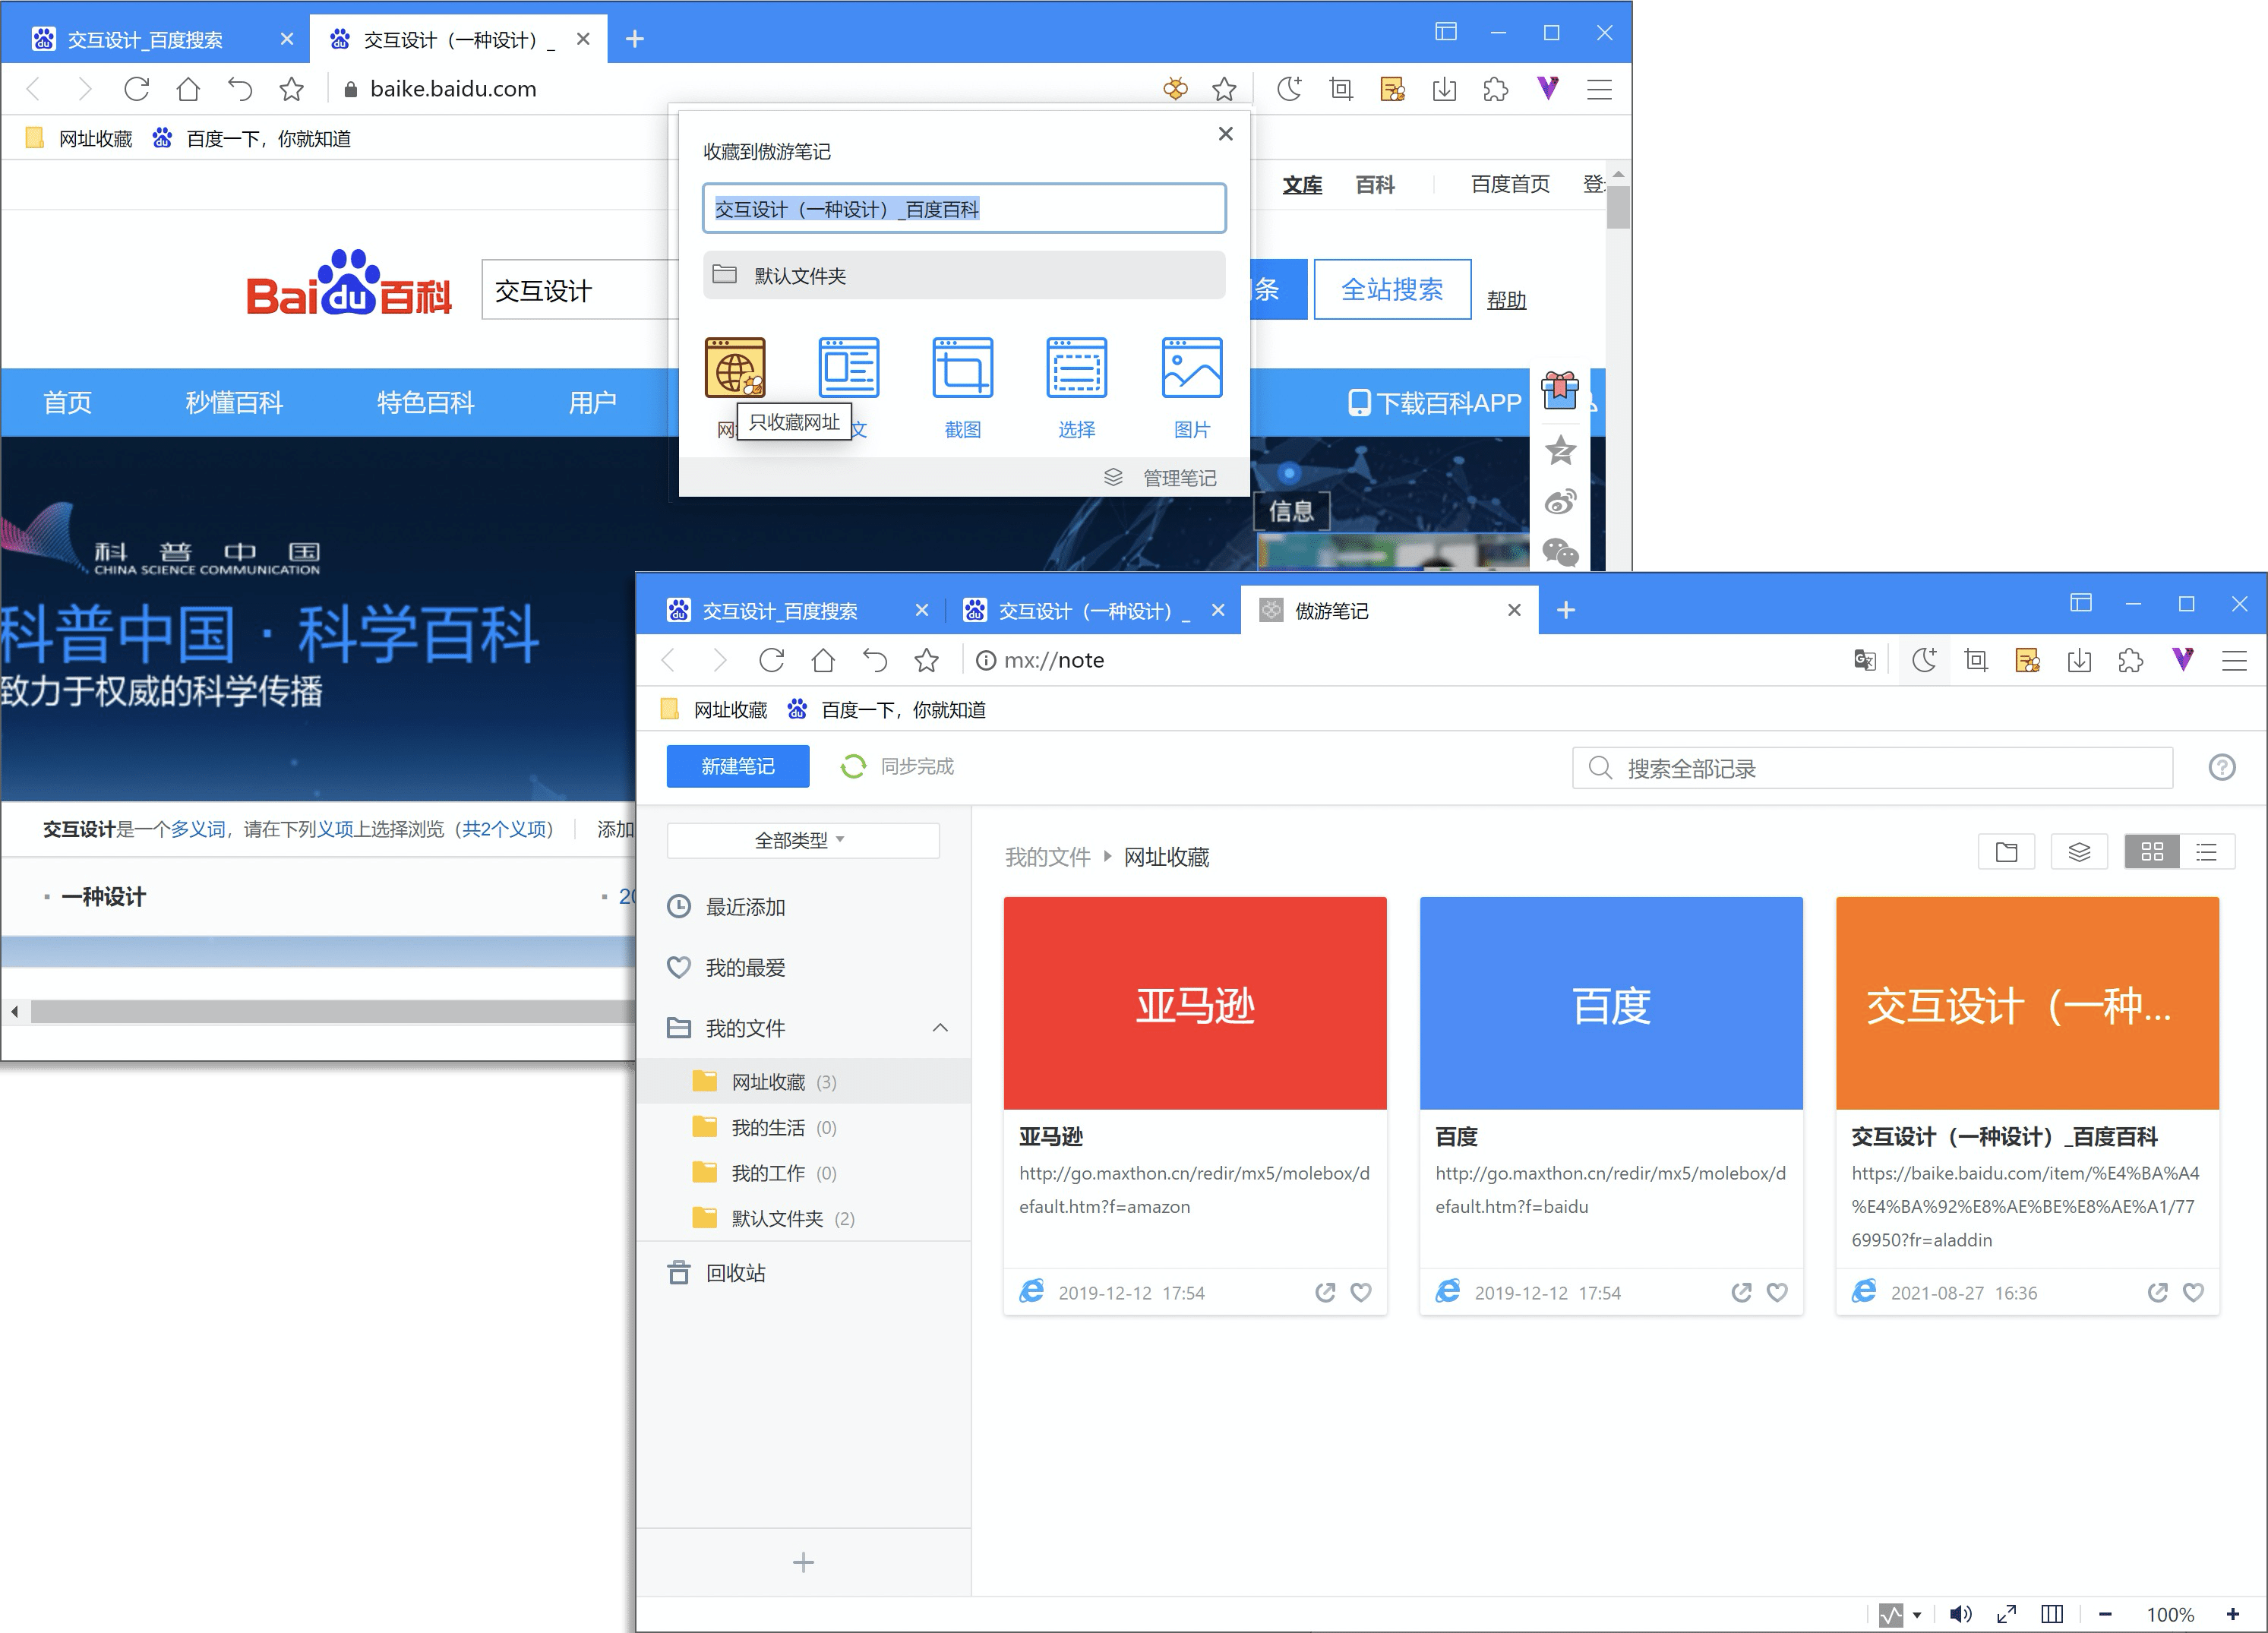 交互设计_百度搜索
交互设计（一种设计）_
baike.baidu.com
网址收藏
百度一下，你就知道
收藏到傲游笔记
交互设计（一种设计）_百度百科
默认文件夹
网
只收藏网址
文
截图
选择
图片
管理笔记
文库
百科
百度首页
登
Baidu百科
交互设计
条
全站搜索
帮助
首页
秒懂百科
特色百科
用户
下载百科APP
信息
科普中国
CHINA SCIENCE COMMUNICATION
科普中国·科学百科
致力于权威的科学传播
交互设计是一个多义词，请在下列义项上选择浏览（共2个义项）
添加
▪ 一种设计
▪ 20
交互设计_百度搜索
交互设计（一种设计）_
傲游笔记
mx://note
网址收藏
百度一下，你就知道
新建笔记
同步完成
搜索全部记录
全部类型
最近添加
我的最爱
我的文件
网址收藏 (3)
我的生活 (0)
我的工作 (0)
默认文件夹 (2)
回收站
我的文件
网址收藏
亚马逊
亚马逊
http://go.maxthon.cn/redir/mx5/molebox/d
efault.htm?f=amazon
2019-12-12 17:54
百度
百度
http://go.maxthon.cn/redir/mx5/molebox/d
efault.htm?f=baidu
2019-12-12 17:54
交互设计（一种...
交互设计（一种设计）_百度百科
https://baike.baidu.com/item/%E4%BA%A4
%E4%BA%92%E8%AE%BE%E8%AE%A1/77
69950?fr=aladdin
2021-08-27 16:36
100%